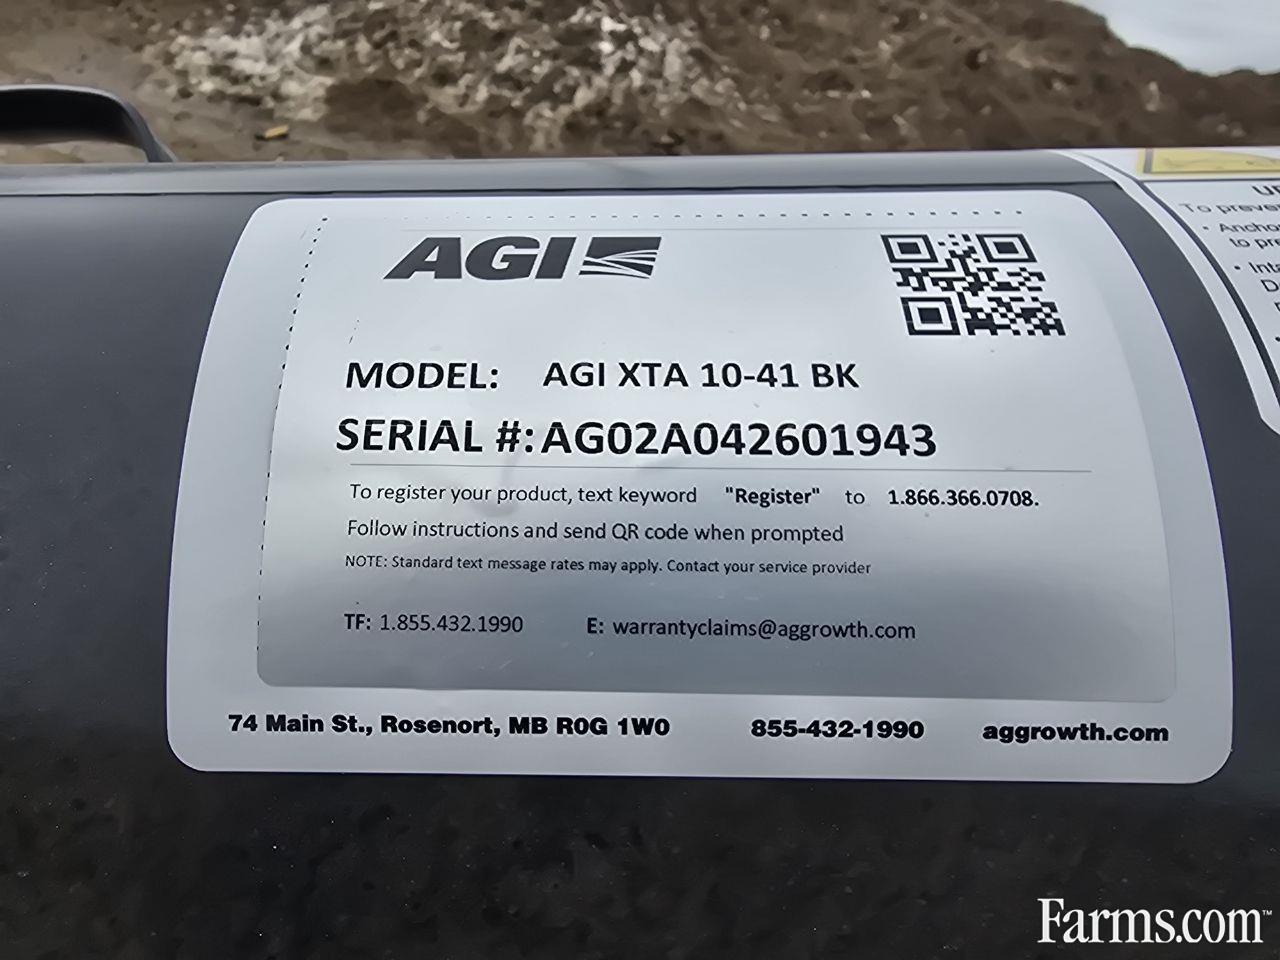 AGI
MODEL: AGI XTA 10-41 BK
SERIAL #: AG02A042601943
To register your product, text keyword "Register" to 1.866.366.0708.
Follow instructions and send QR code when prompted
NOTE: Standard text message rates may apply. Contact your service provider
TF: 1.855.432.1990 E: warrantyclaims@aggrowth.com
74 Main St., Rosenort, MB R0G 1W0 855-432-1990 aggrowth.com
To
to
Farms.com™